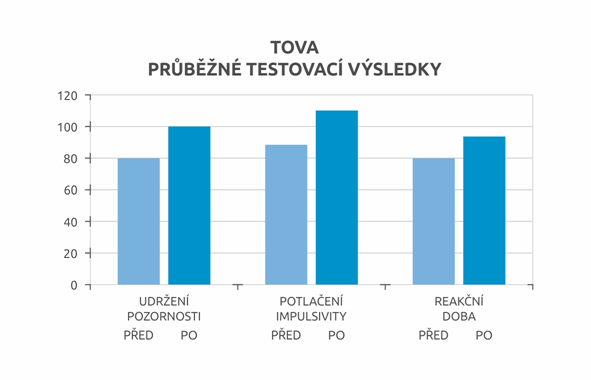 TOVA
PRŮBĚŽNÉ TESTOVACÍ VÝSLEDKY
120
100
80
60
40
20
0
UDRŽENÍ POZORNOSTI
PŘED PO
POTLAČENÍ IMPULSIVITY
PŘED PO
REAKČNÍ DOBA
PŘED PO